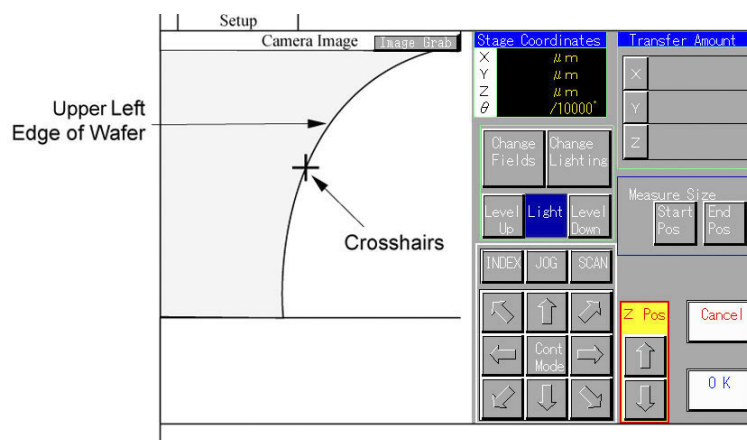 Setup
Camera Image Image Grab
Upper Left
Edge of Wafer
Crosshairs
Stage Coordinates
X μm
Y μm
Z μm
θ /10000°
Change Fields
Change Lighting
Level Up
Light
Level Down
INDEX JOG SCAN
Cont Mode
Transfer Amount
X
Y
Z
Measure Size
Start Pos
End Pos
Z Pos
Cancel
OK